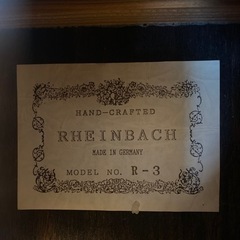 HAND-CRAFTED
RHEINBACH
MADE IN GERMANY
MODEL NO. R-3